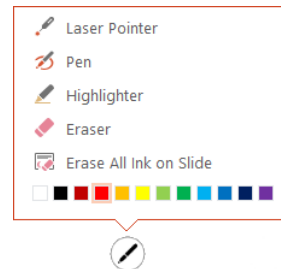 Laser Pointer
Pen
Highlighter
Eraser
Erase All Ink on Slide